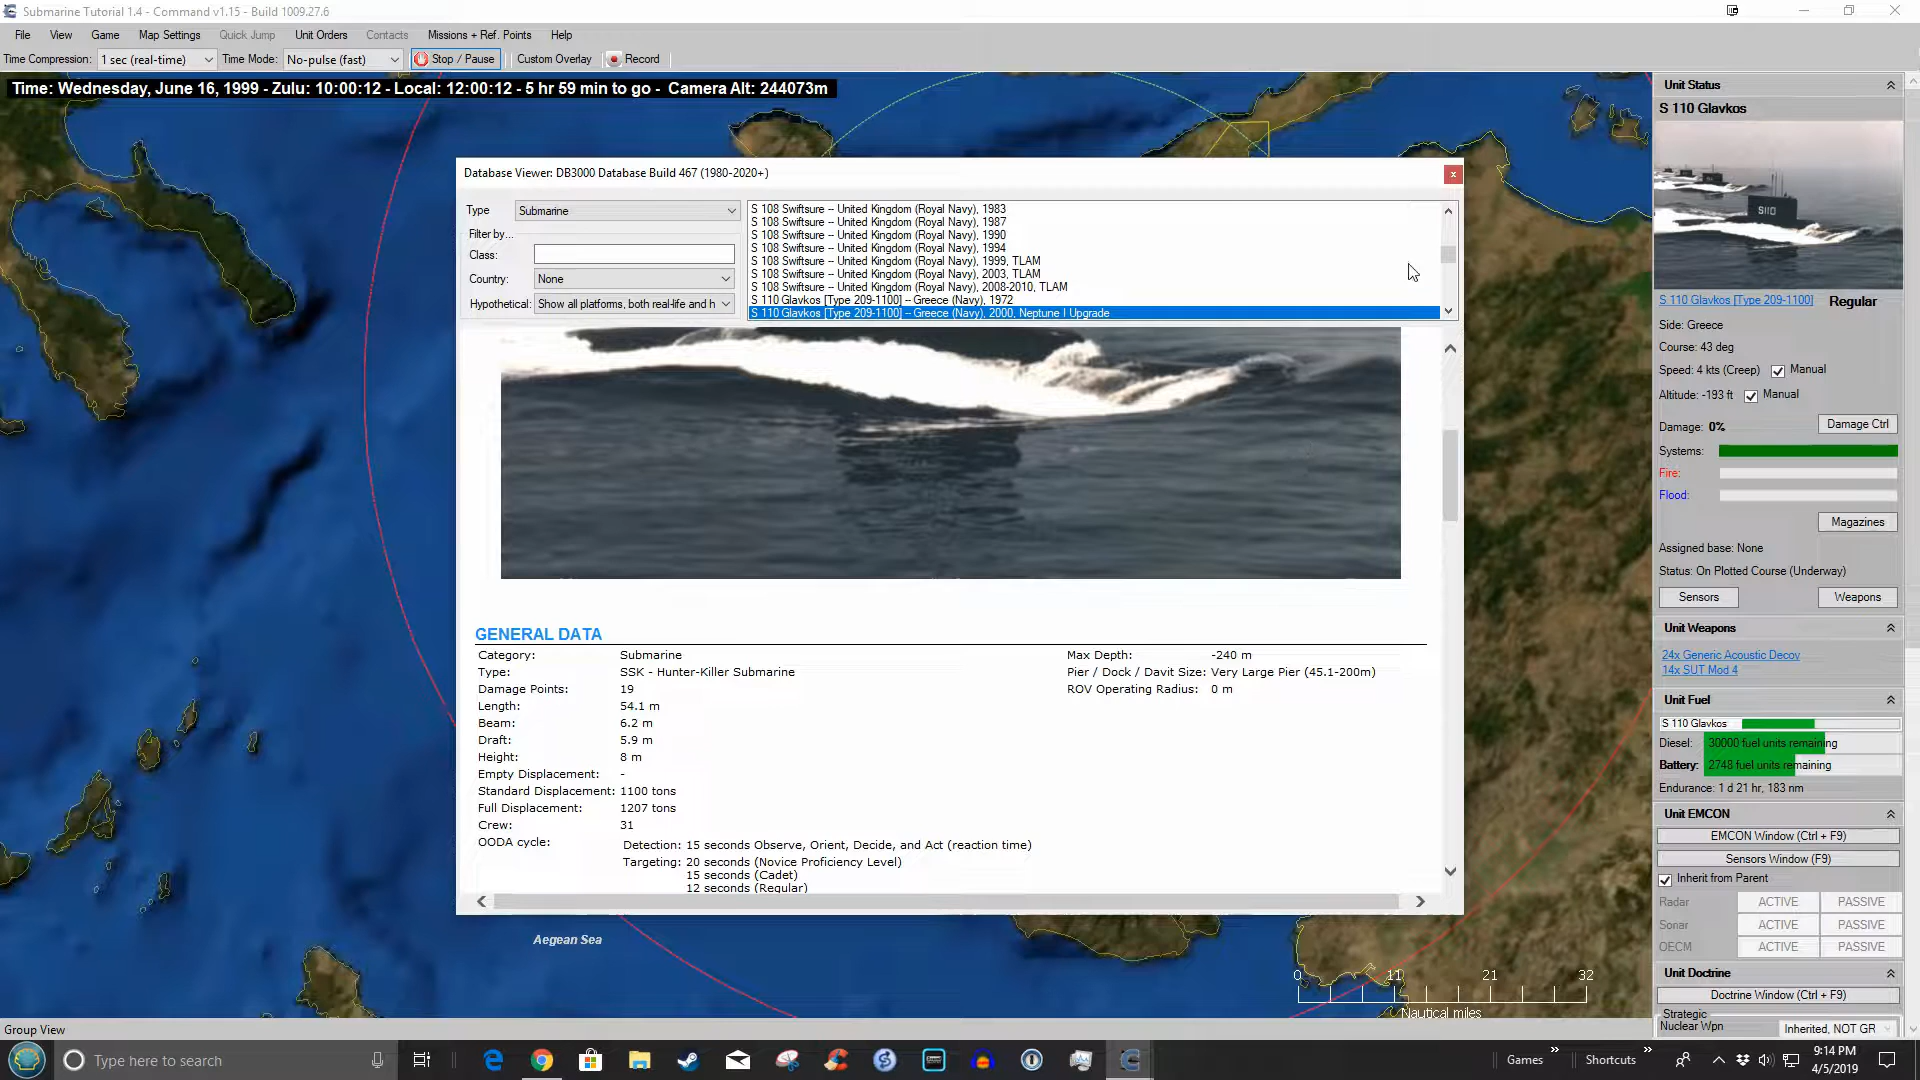 Submarine Tutorial 1.4 - Command v1.15 - Build 1009.27.6
File View Game Map Settings Quick Jump Unit Orders Contacts Missions + Ref. Points Help
Time Compression: 1 sec (real-time) Time Mode: No-pulse (fast) Stop / Pause Custom Overlay Record
Time: Wednesday, June 16, 1999 - Zulu: 10:00:12 - Local: 12:00:12 - 5 hr 59 min to go - Camera Alt: 244073m
Database Viewer: DB3000 Database Build 467 (1980-2020+)
Type Submarine
Filter by...
Class:
Country: None
Hypothetical: Show all platforms, both real-life and h
S 108 Swiftsure -- United Kingdom (Royal Navy), 1983
S 108 Swiftsure -- United Kingdom (Royal Navy), 1987
S 108 Swiftsure -- United Kingdom (Royal Navy), 1990
S 108 Swiftsure -- United Kingdom (Royal Navy), 1994
S 108 Swiftsure -- United Kingdom (Royal Navy), 1999, TLAM
S 108 Swiftsure -- United Kingdom (Royal Navy), 2003, TLAM
S 108 Swiftsure -- United Kingdom (Royal Navy), 2008-2010, TLAM
S 110 Glavkos [Type 209-1100] -- Greece (Navy), 1972
S 110 Glavkos [Type 209-1100] -- Greece (Navy), 2000, Neptune I Upgrade
GENERAL DATA
Category: Submarine
Type: SSK - Hunter-Killer Submarine
Damage Points: 19
Length: 54.1 m
Beam: 6.2 m
Draft: 5.9 m
Height: 8 m
Empty Displacement: -
Standard Displacement: 1100 tons
Full Displacement: 1207 tons
Crew: 31
OODA cycle: Detection: 15 seconds Observe, Orient, Decide, and Act (reaction time)
Targeting: 20 seconds (Novice Proficiency Level)
15 seconds (Cadet)
12 seconds (Regular)
Max Depth: -240 m
Pier / Dock / Davit Size: Very Large Pier (45.1-200m)
ROV Operating Radius: 0 m
Aegean Sea
0 11 21 32
Nautical miles
Unit Status
S 110 Glavkos
S110
S 110 Glavkos [Type 209-1100] Regular
Side: Greece
Course: 43 deg
Speed: 4 kts (Creep) Manual
Altitude: -193 ft Manual
Damage: 0% Damage Ctrl
Systems:
Fire:
Flood:
Magazines
Assigned base: None
Status: On Plotted Course (Underway)
Sensors Weapons
Unit Weapons
24x Generic Acoustic Decoy
14x SUT Mod 4
Unit Fuel
S 110 Glavkos
Diesel: 30000 fuel units remaining
Battery: 2748 fuel units remaining
Endurance: 1 d 21 hr, 183 nm
Unit EMCON
EMCON Window (Ctrl + F9)
Sensors Window (F9)
Inherit from Parent
Radar ACTIVE PASSIVE
Sonar ACTIVE PASSIVE
OECM ACTIVE PASSIVE
Unit Doctrine
Doctrine Window (Ctrl + F9)
Strategic
Nuclear Wpn Inherited, NOT GR
Group View
Type here to search
Games
Shortcuts
9:14 PM
4/5/2019